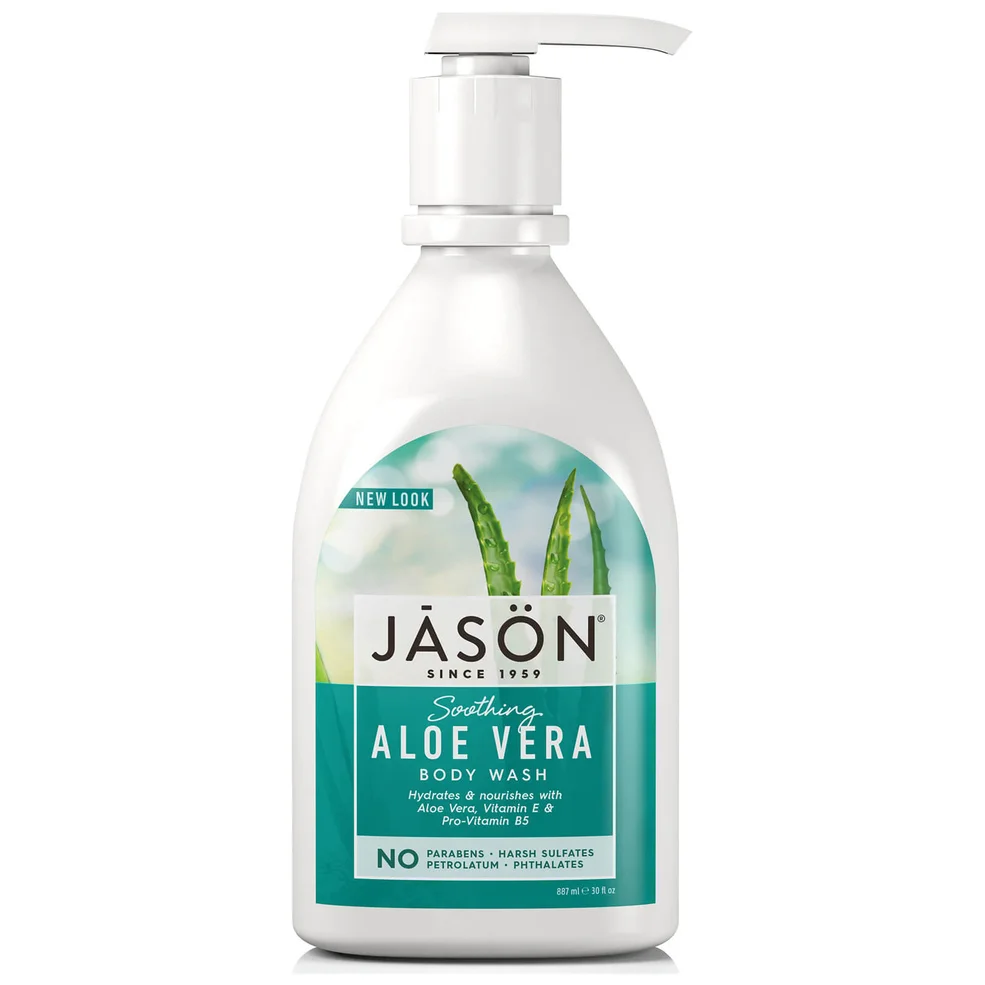 NEW LOOK
JĀSÖN®
SINCE 1959
Soothing
ALOE VERA
BODY WASH
Hydrates & nourishes with
Aloe Vera, Vitamin E &
Pro-Vitamin B5
NO PARABENS • HARSH SULFATES
PETROLATUM • PHTHALATES
887 ml ℮ 30 fl oz